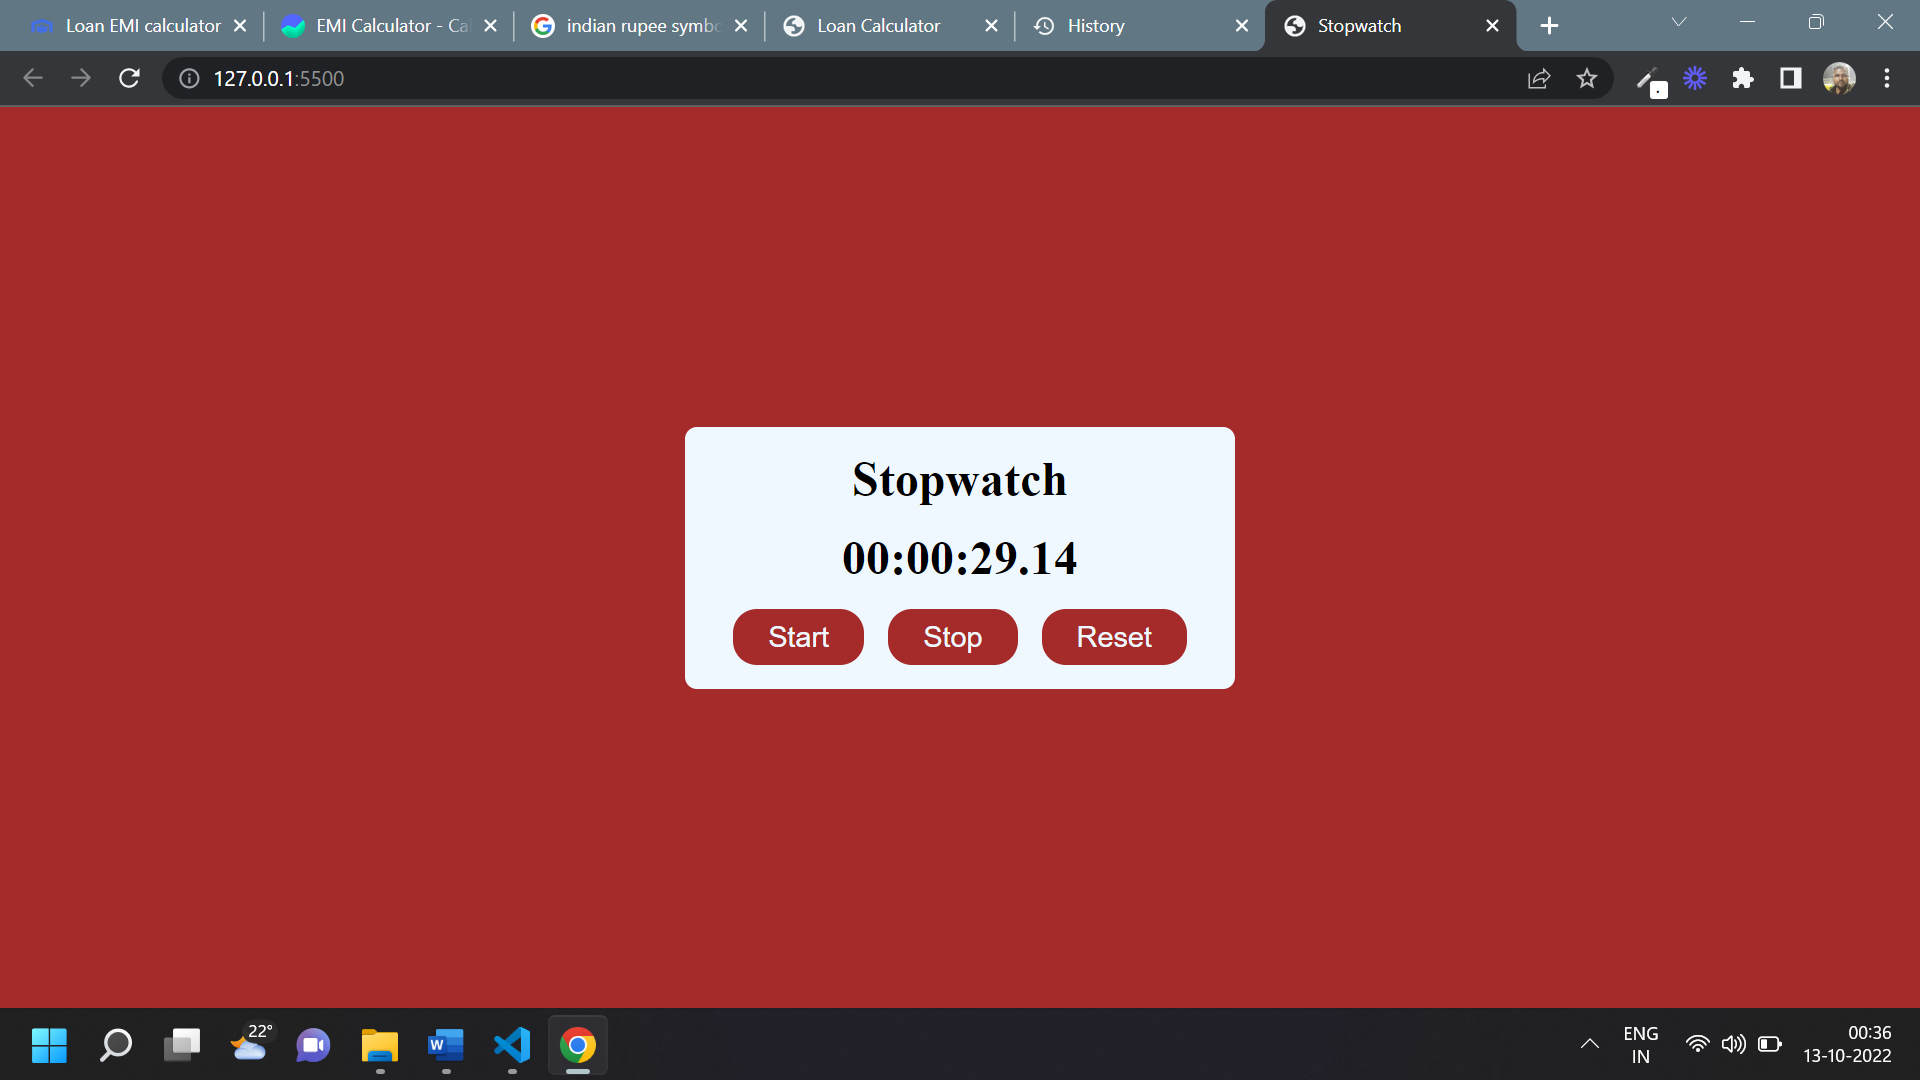 Loan EMI calculator
EMI Calculator - Ca
indian rupee symbo
Loan Calculator
History
Stopwatch
127.0.0.1:5500
Stopwatch
00:00:29.14
Start
Stop
Reset
22°
W
ENG
IN
00:36
13-10-2022